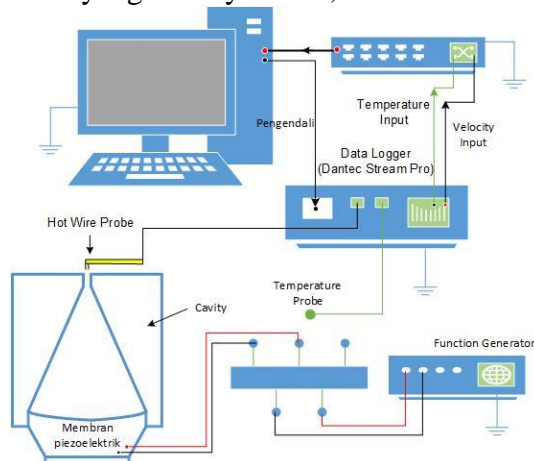 Temperature
Input
Pengendali
Velocity
Input
Data Logger
(Dantec Stream Pro)
Hot Wire Probe
Temperature
Probe
Cavity
Function Generator
Membran
piezoelektrik